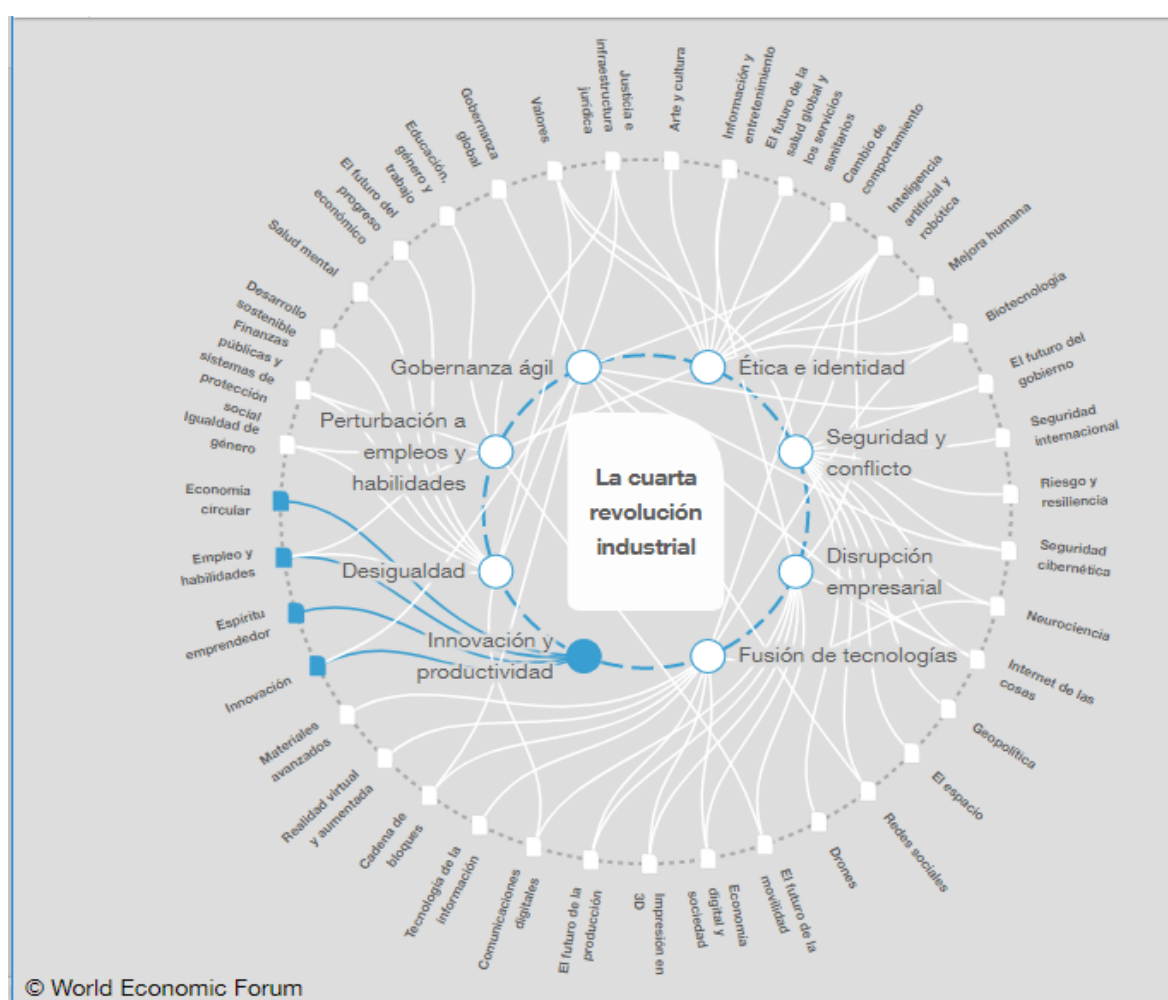 Justicia e
infraestructura
jurídica
Arte y cultura
Información y
entretenimiento
El futuro de la
salud global y
los servicios
sanitarios
Cambio de
comportamiento
Inteligencia
artificial y
robótica
Mejora humana
Biotecnología
El futuro del
gobierno
Seguridad
internacional
Riesgo y
resiliencia
Seguridad
cibernética
Neurociencia
Internet de las
cosas
Geopolítica
El espacio
Redes sociales
Drones
El futuro de la
movilidad
Economía
digital y
sociedad
Impresión en
3D
El futuro de la
producción
Comunicaciones
digitales
Tecnología de la
información
Cadena de
bloques
Realidad virtual
y aumentada
Materiales
avanzados
Innovación
Espíritu
emprendedor
Empleo y
habilidades
Economía
circular
Igualdad de
género
Finanzas
públicas y
sistemas de
protección
social
Desarrollo
sostenible
Salud mental
El futuro del
progreso
económico
Educación,
género y
trabajo
Gobernanza
global
Valores
Gobernanza ágil
Ética e identidad
Perturbación a
empleos y
habilidades
Seguridad y
conflicto
La cuarta
revolución
industrial
Desigualdad
Disrupción
empresarial
Innovación y
productividad
Fusión de tecnologías
© World Economic Forum